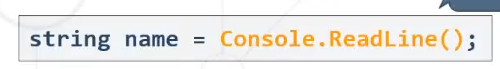 string name = Console.ReadLine();